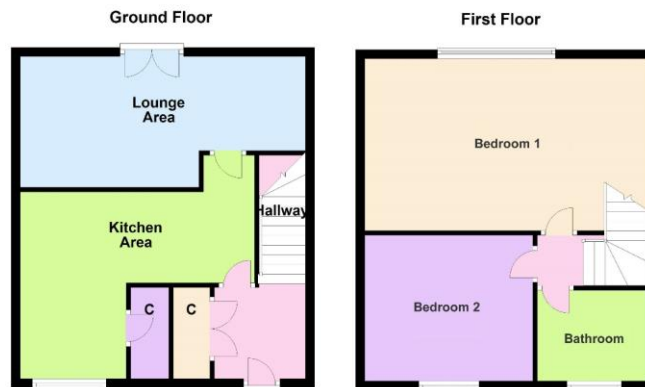 Ground Floor
First Floor
Lounge
Area
Kitchen
Area
Hallway
C
C
Bedroom 1
Bedroom 2
Bathroom